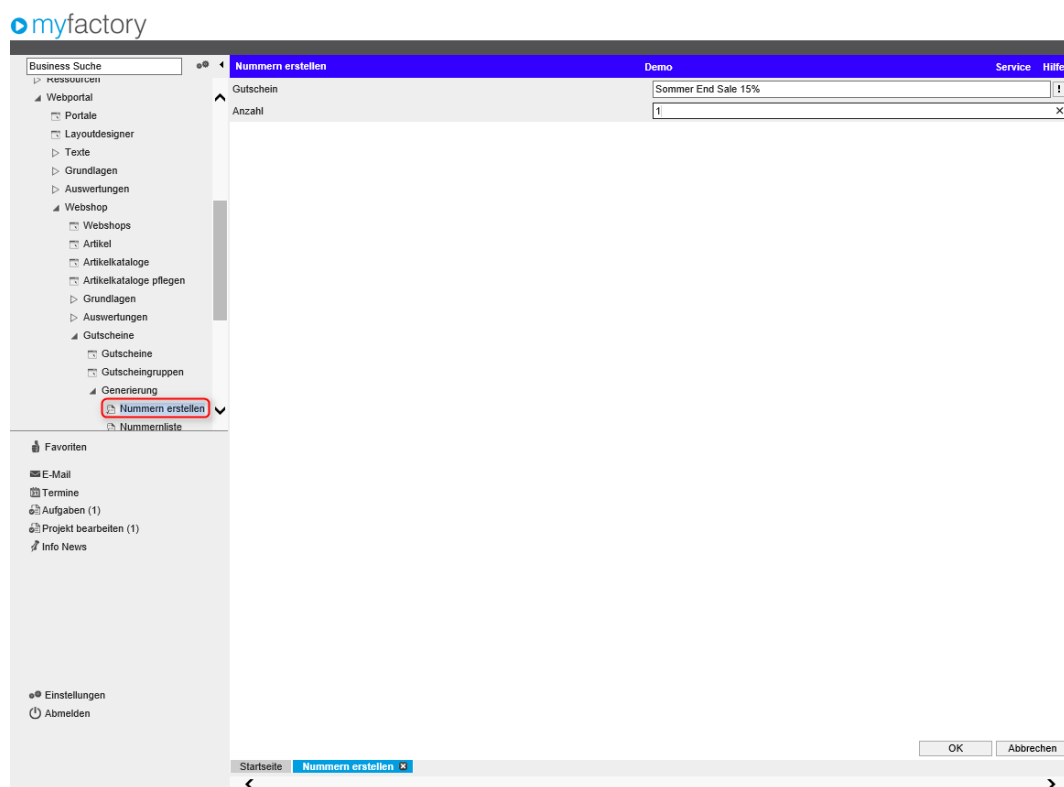 myfactory
Business Suche
Nummern erstellen
Demo
Service Hilfe
Ressourcen
Webportal
Portale
Layoutdesigner
Texte
Grundlagen
Auswertungen
Webshop
Webshops
Artikel
Artikelkataloge
Artikelkataloge pflegen
Grundlagen
Auswertungen
Gutscheine
Gutscheine
Gutscheingruppen
Generierung
Nummern erstellen
Nummernliste
Favoriten
E-Mail
Termine
Aufgaben (1)
Projekt bearbeiten (1)
Info News
Einstellungen
Abmelden
Gutschein Sommer End Sale 15% !
Anzahl 1
OK Abbrechen
Startseite Nummern erstellen